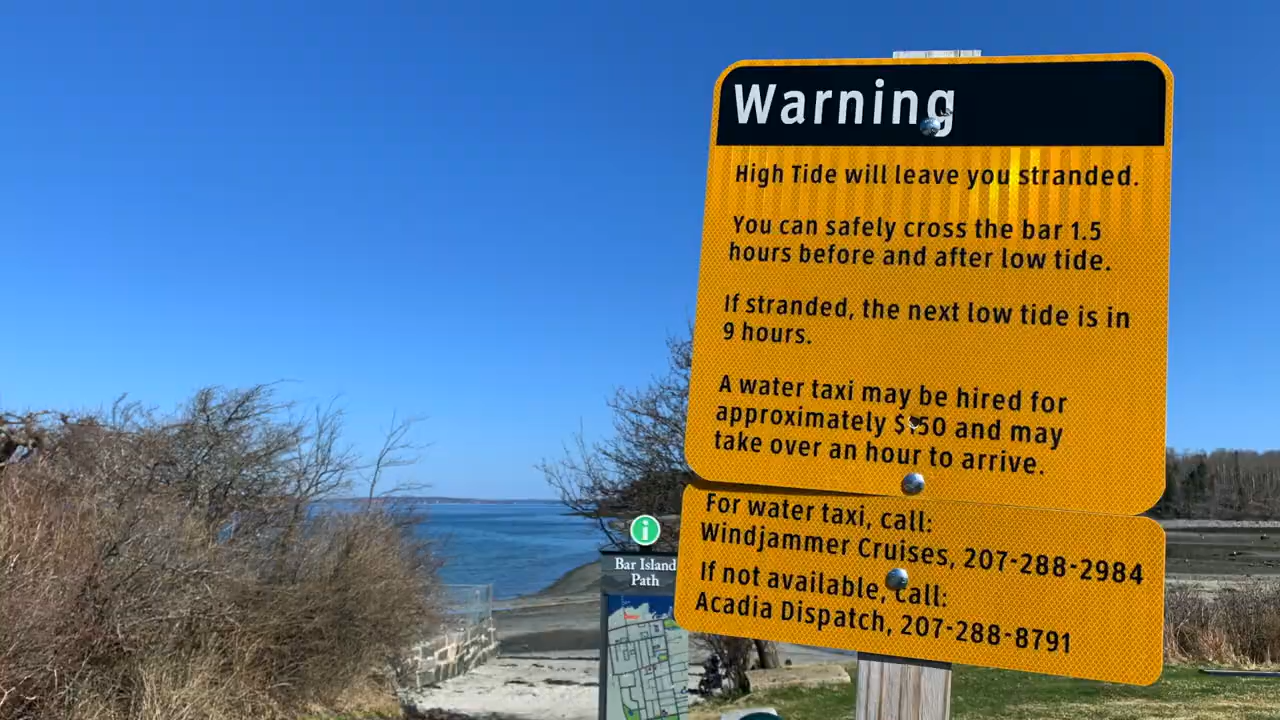 Warning
High Tide will leave you stranded.
You can safely cross the bar 1.5
hours before and after low tide.
If stranded, the next low tide is in
9 hours.
A water taxi may be hired for
approximately $150 and may
take over an hour to arrive.
For water taxi, call:
Windjammer Cruises, 207-288-2984
If not available, call:
Acadia Dispatch, 207-288-8791
i
Bar Island
Path